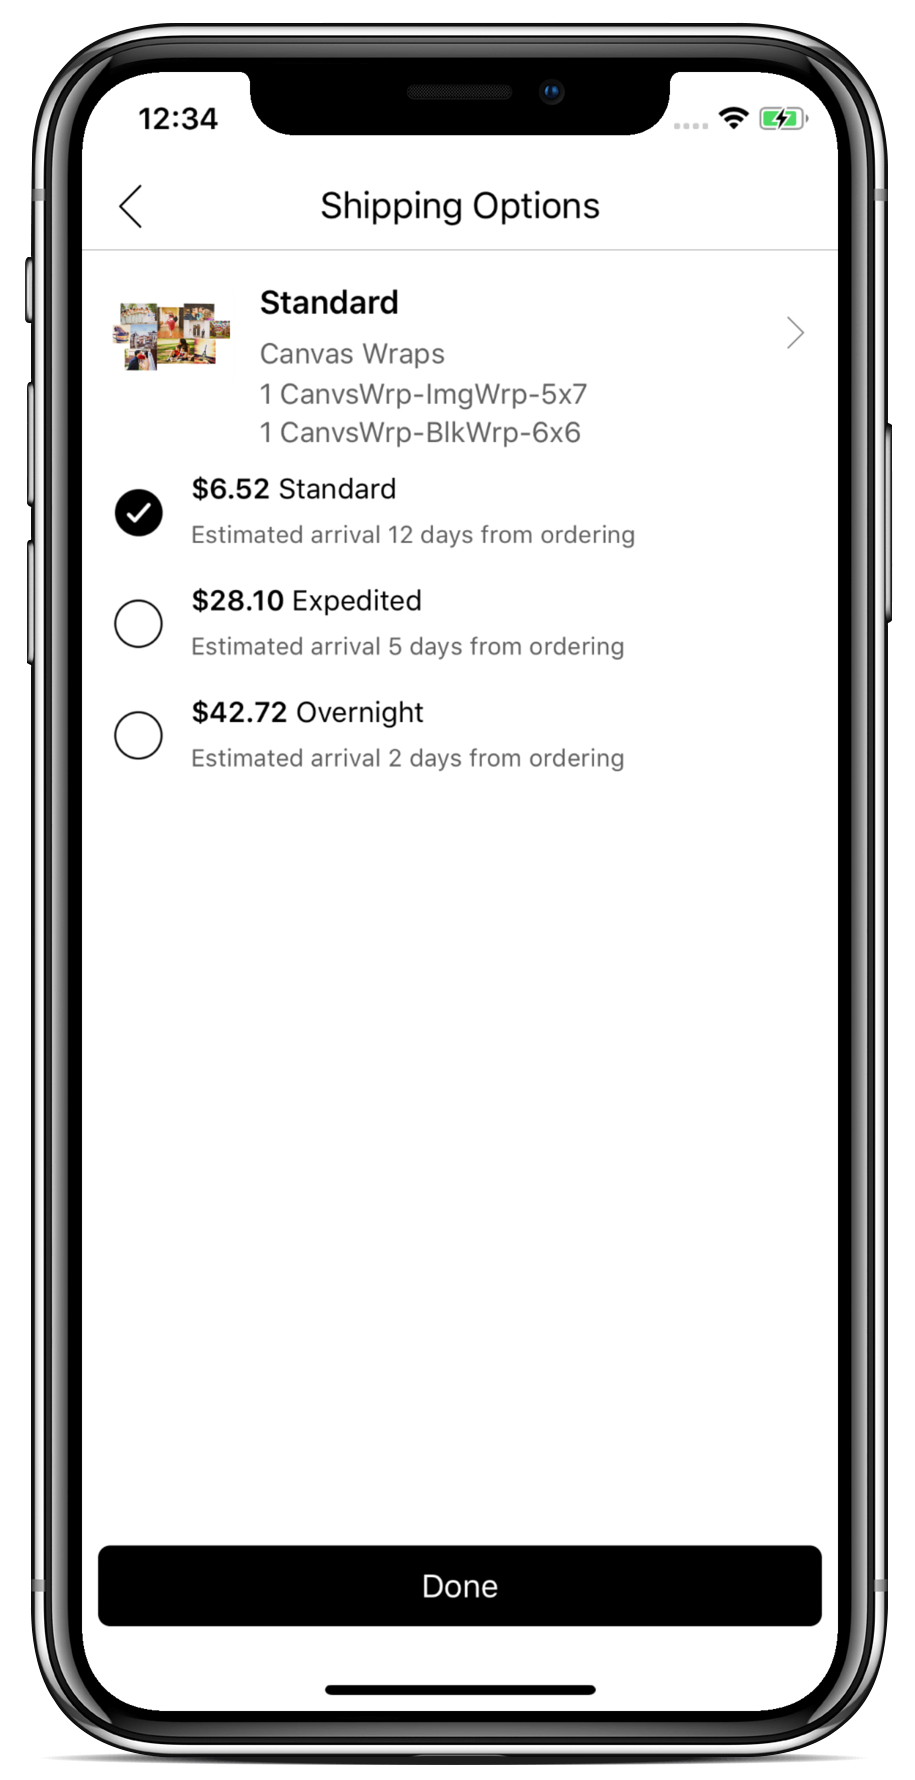 12:34
Shipping Options
Standard
Canvas Wraps
1 CanvsWrp-ImgWrp-5x7
1 CanvsWrp-BlkWrp-6x6
$6.52 Standard
Estimated arrival 12 days from ordering
$28.10 Expedited
Estimated arrival 5 days from ordering
$42.72 Overnight
Estimated arrival 2 days from ordering
Done